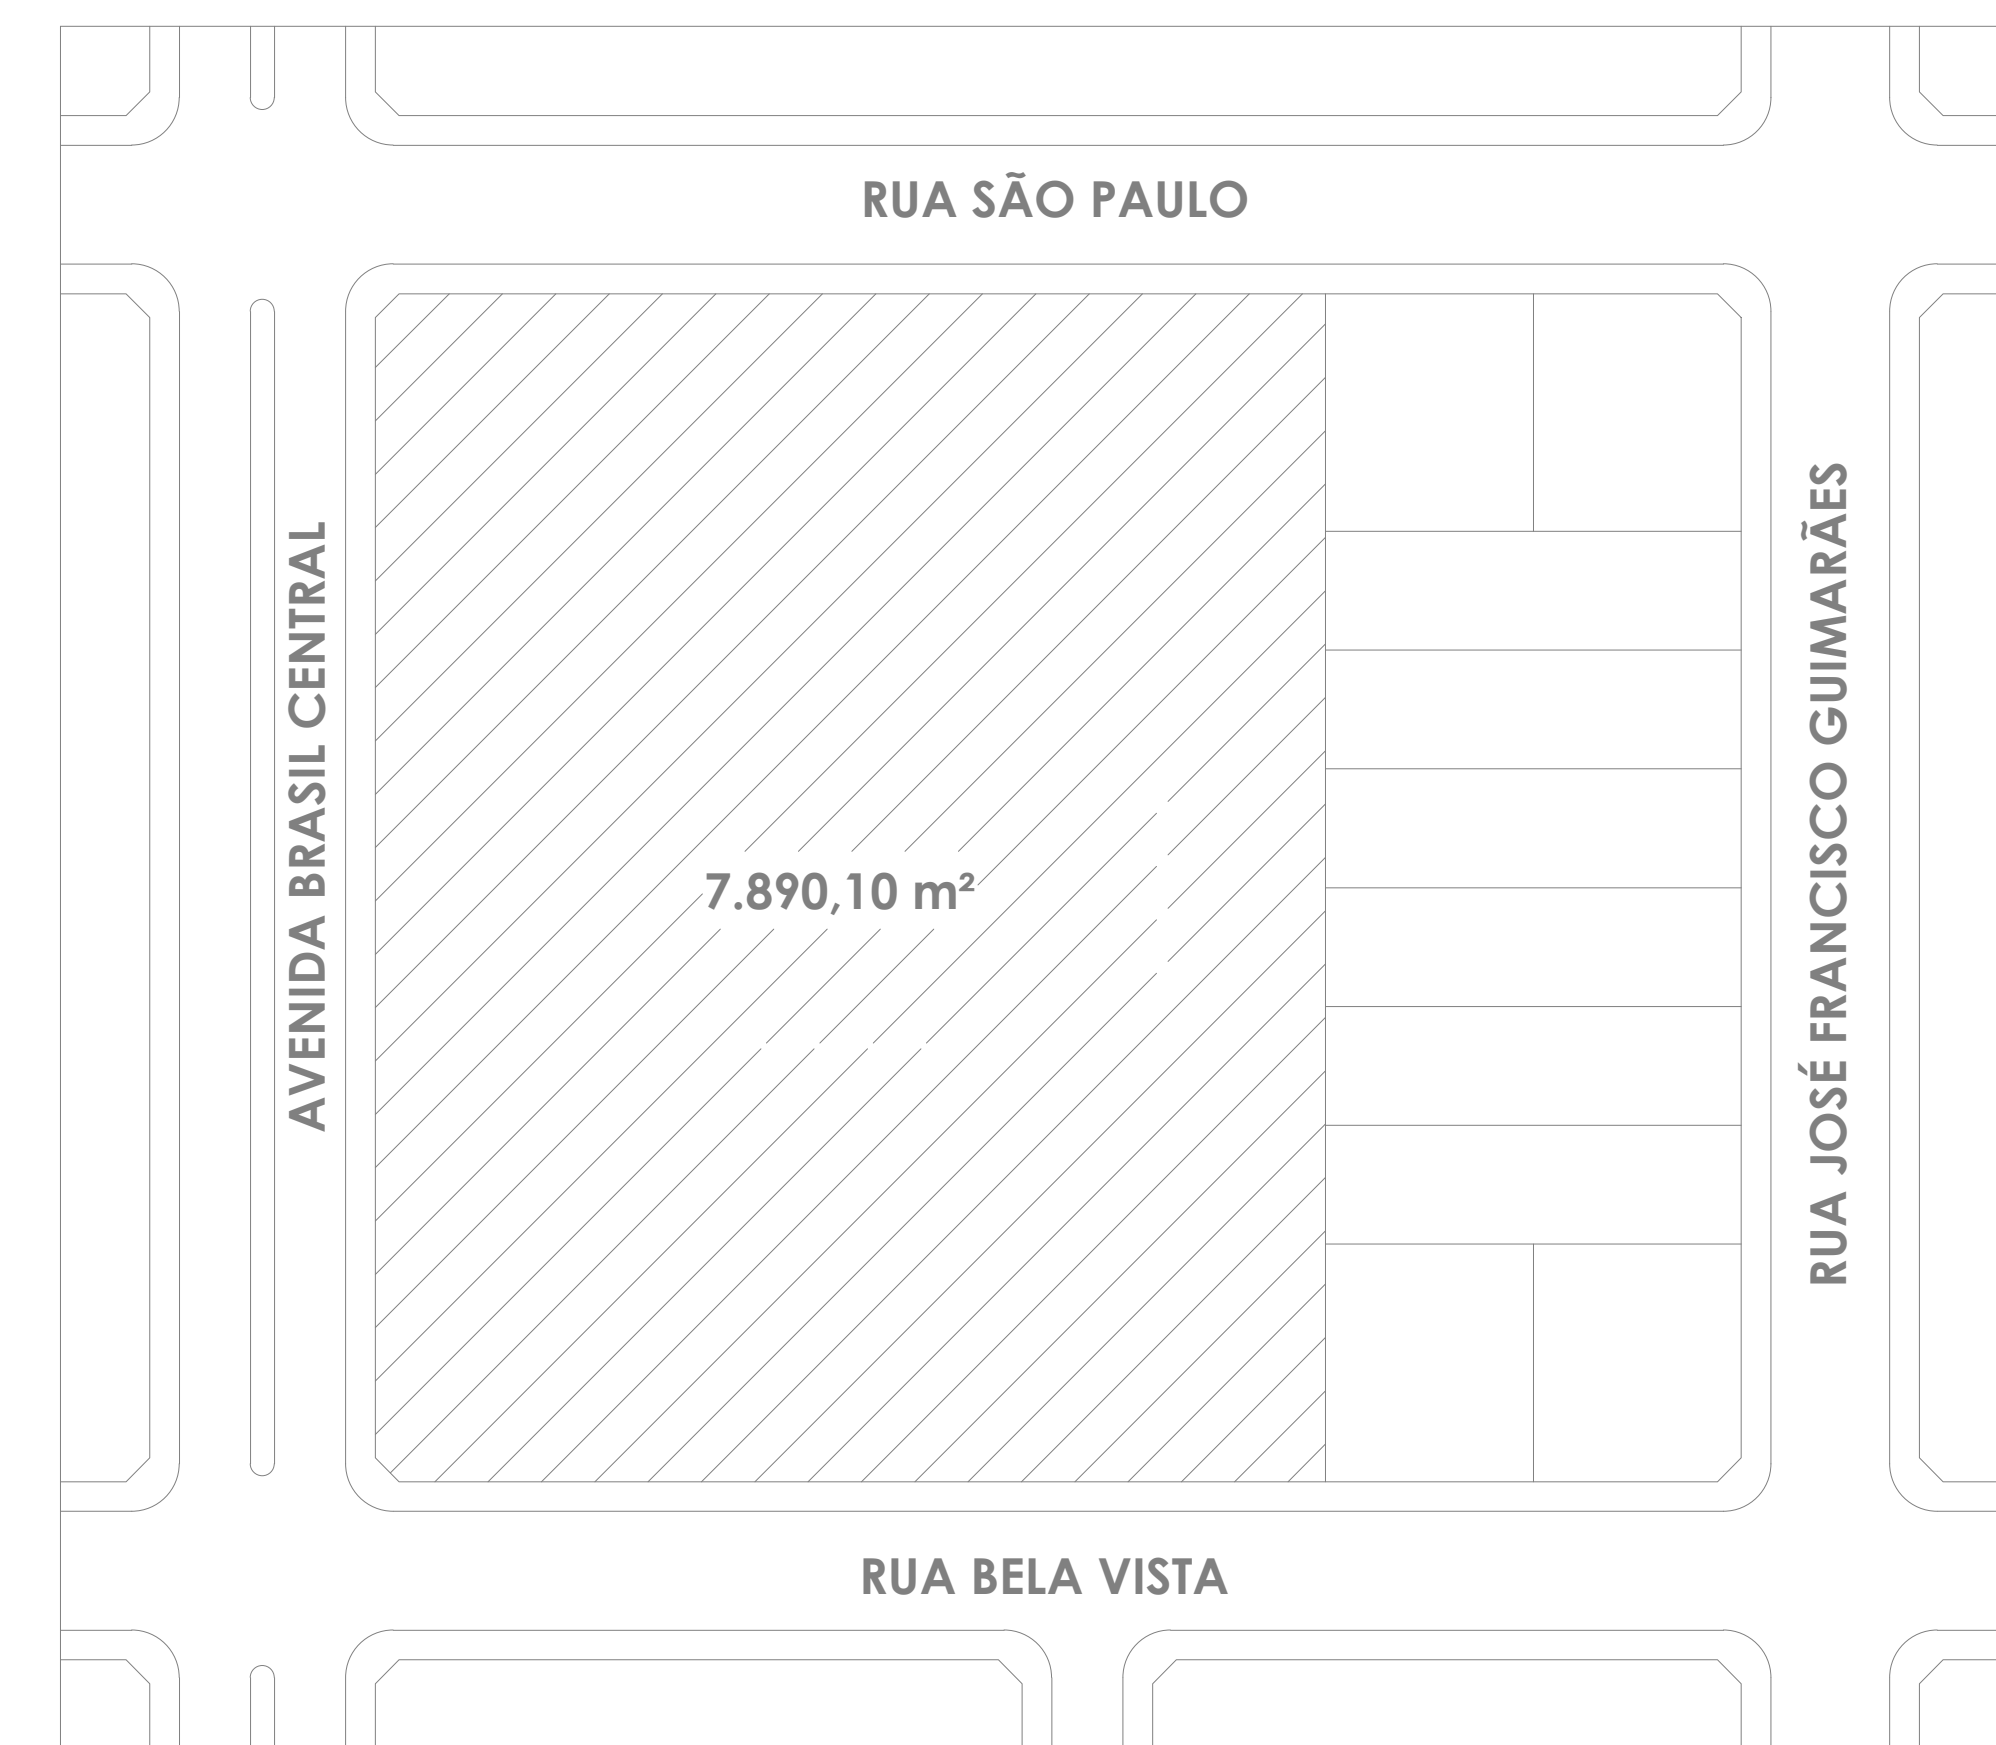 RUA SÃO PAULO
AVENIDA BRASIL CENTRAL
7.890,10 m²
RUA JOSÉ FRANCISCO GUIMARÃES
RUA BELA VISTA